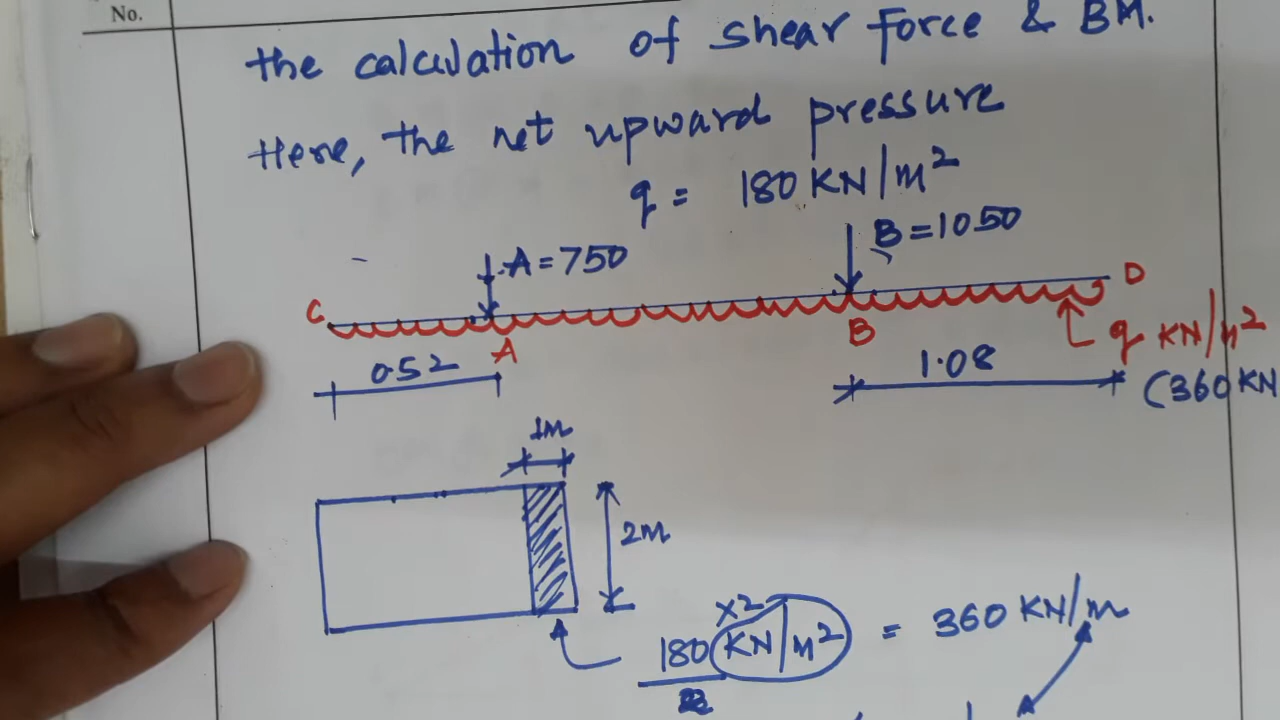 No.
the calculation of shear force & BM.
Here, the net upward pressure
q = 180 KN/m²
A = 750
B = 1050
C
D
A
B
q KN/m²
0.52
1.08
(360 KN
1M
2M
180 KN/m² = 360 KN/m
x2